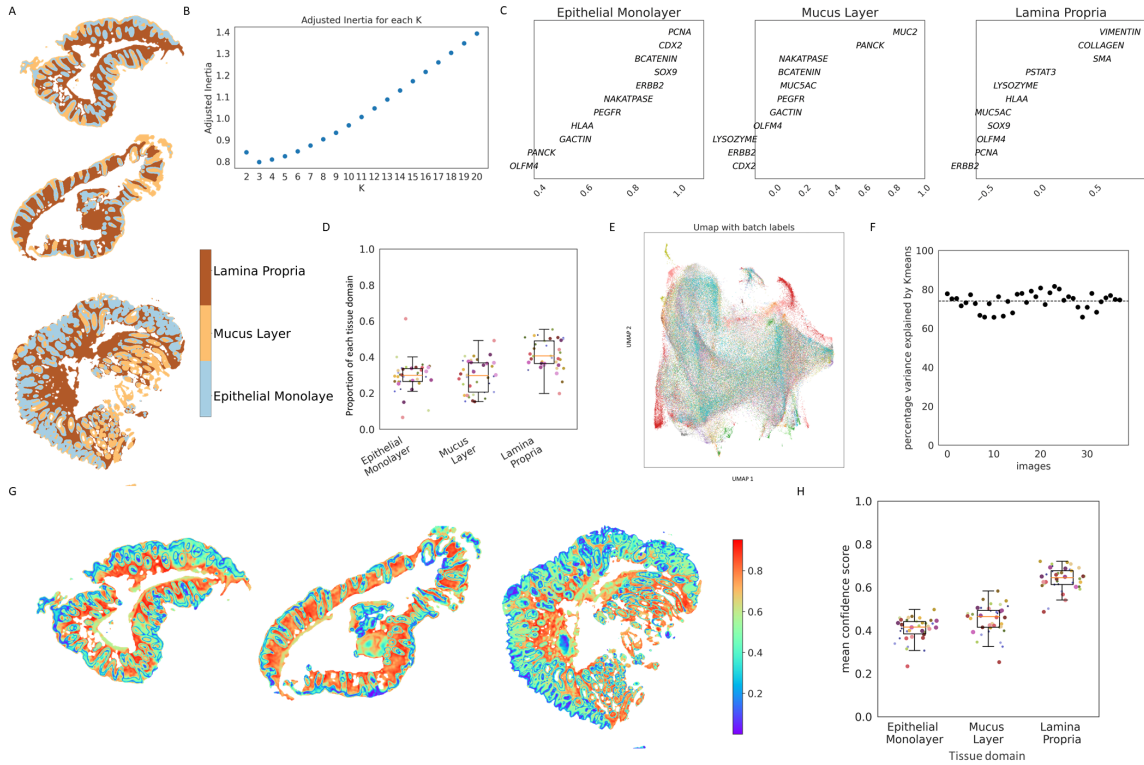 A
Lamina Propria
Mucus Layer
Epithelial Monolaye
B
Adjusted Inertia for each K
Adjusted Inertia
1.4
1.3
1.2
1.1
1.0
0.9
0.8
2 3 4 5 6 7 8 9 10 11 12 13 14 15 16 17 18 19 20
K
C
Epithelial Monolayer
PCNA
CDX2
BCATENIN
SOX9
ERBB2
NAKATPASE
PEGFR
HLAA
GACTIN
PANCK
OLFM4
0.4 0.6 0.8 1.0
Mucus Layer
MUC2
PANCK
NAKATPASE
BCATENIN
MUC5AC
PEGFR
GACTIN
OLFM4
LYSOZYME
ERBB2
CDX2
0.0 0.2 0.4 0.6 0.8 1.0
Lamina Propria
VIMENTIN
COLLAGEN
SMA
PSTAT3
LYSOZYME
HLAA
MUC5AC
SOX9
OLFM4
PCNA
ERBB2
−0.5 0.0 0.5
D
Proportion of each tissue domain
1.0
0.8
0.6
0.4
0.2
0.0
Epithelial
Monolayer
Mucus
Layer
Lamina
Propria
E
Umap with batch labels
UMAP 2
UMAP 1
F
percentage variance explained by Kmeans
100
80
60
40
20
0
0 10 20 30
images
G
0.8
0.6
0.4
0.2
H
mean confidence score
1.0
0.8
0.6
0.4
0.2
0.0
Epithelial
Monolayer
Mucus
Layer
Lamina
Propria
Tissue domain